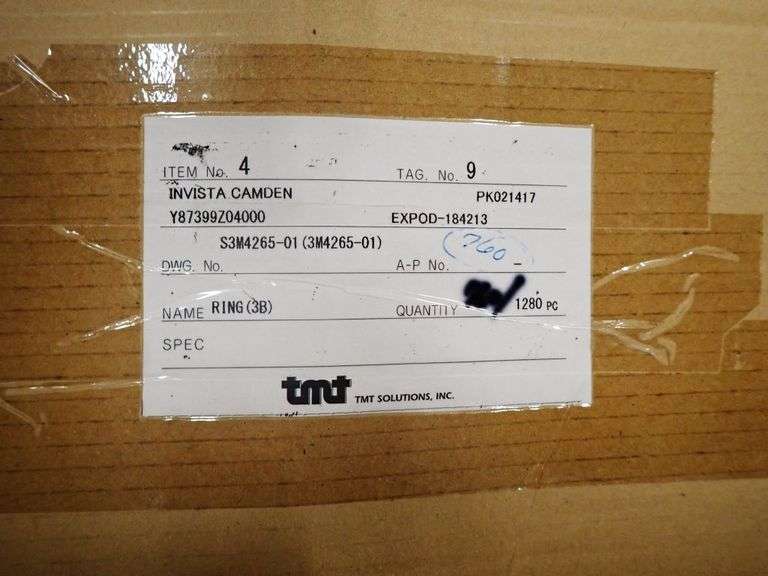 ITEM No. 4 TAG. No. 9
INVISTA CAMDEN PK021417
Y87399Z04000 EXPOD-184213
S3M4265-01(3M4265-01) (760)
DWG. No. A-P No. -
NAME RING(3B) QUANTITY 1280 PC
SPEC
tmt TMT SOLUTIONS, INC.